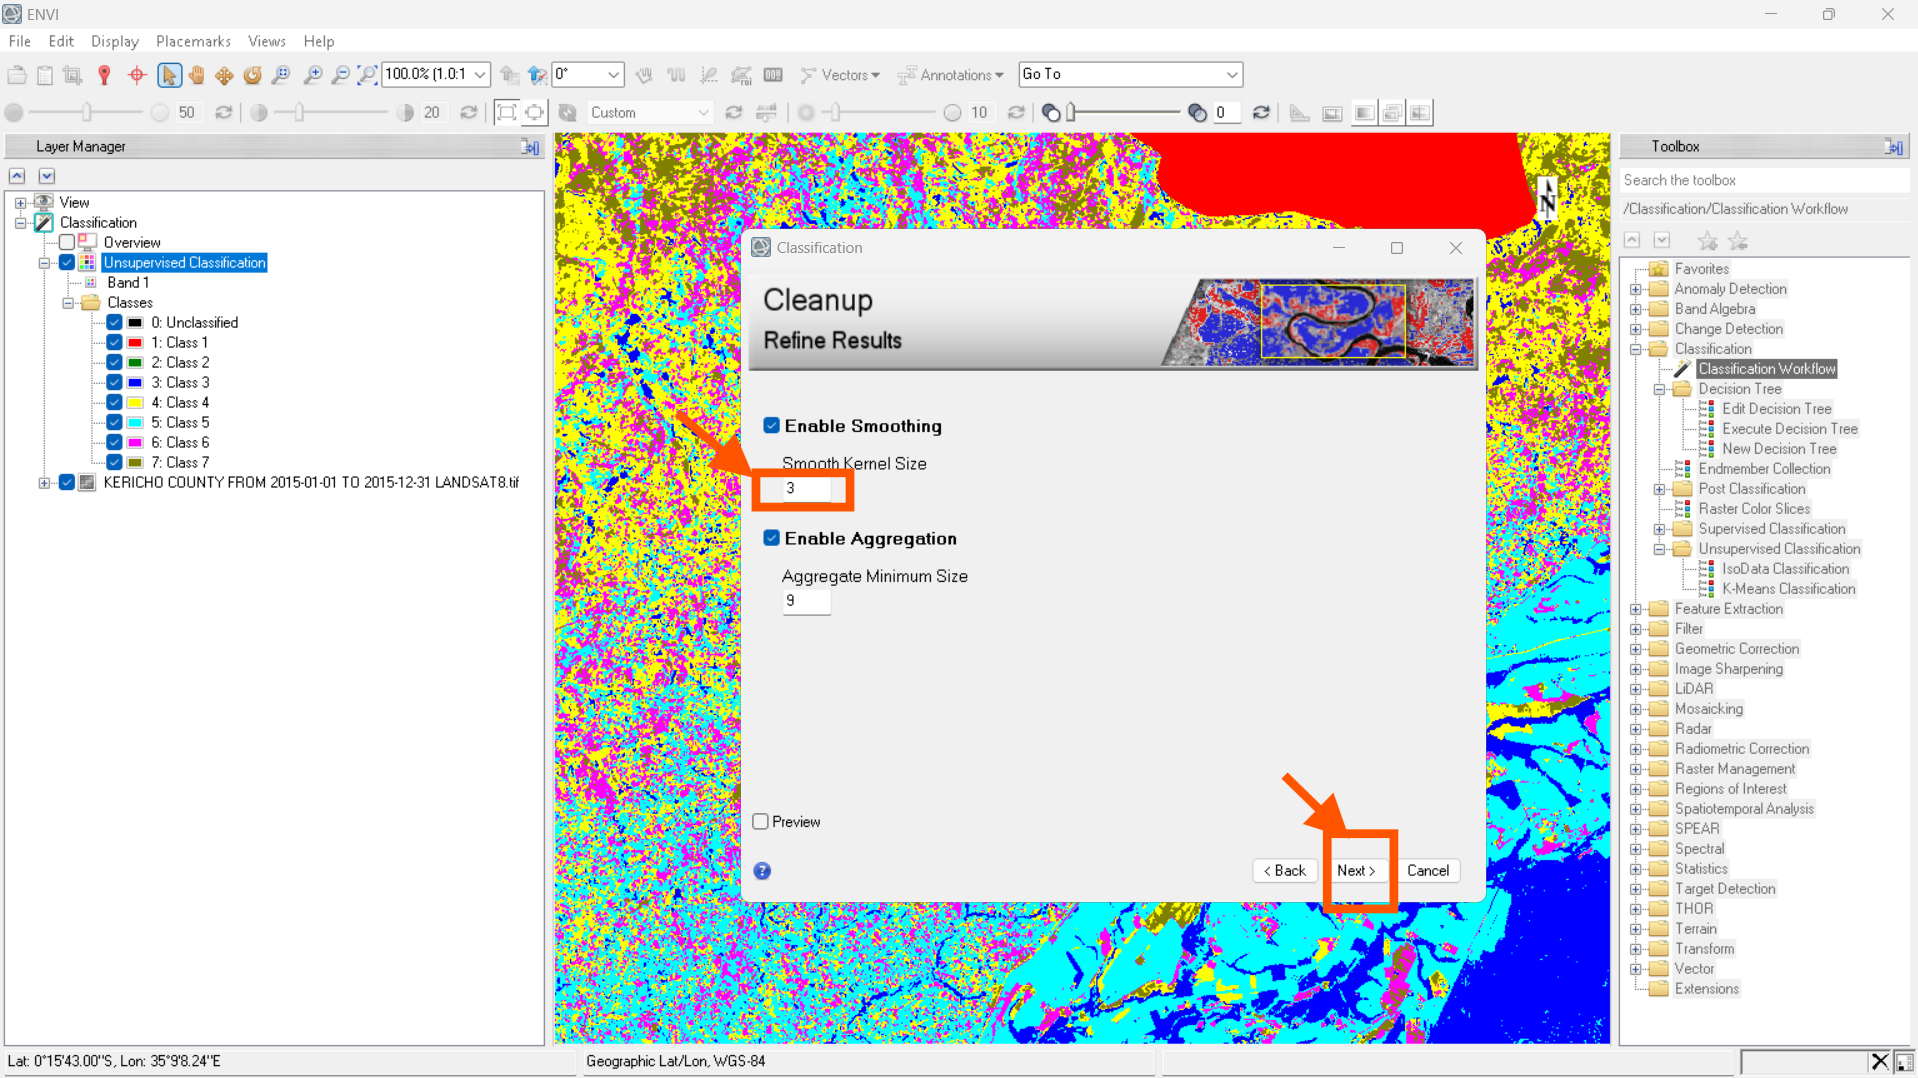 ENVI
File Edit Display Placemarks Views Help
100.0% (1.0:1 0° Vectors Annotations Go To
50 20 Custom 10 0
Layer Manager
View
Classification
Overview
Unsupervised Classification
Band 1
Classes
0: Unclassified
1: Class 1
2: Class 2
3: Class 3
4: Class 4
5: Class 5
6: Class 6
7: Class 7
KERICHO COUNTY FROM 2015-01-01 TO 2015-12-31 LANDSAT8.tif
N
Classification
Cleanup
Refine Results
Enable Smoothing
Smooth Kernel Size
3
Enable Aggregation
Aggregate Minimum Size
9
Preview
?
< Back Next > Cancel
Toolbox
Search the toolbox
/Classification/Classification Workflow
Favorites
Anomaly Detection
Band Algebra
Change Detection
Classification
Classification Workflow
Decision Tree
Edit Decision Tree
Execute Decision Tree
New Decision Tree
Endmember Collection
Post Classification
Raster Color Slices
Supervised Classification
Unsupervised Classification
IsoData Classification
K-Means Classification
Feature Extraction
Filter
Geometric Correction
Image Sharpening
LiDAR
Mosaicking
Radar
Radiometric Correction
Raster Management
Regions of Interest
Spatiotemporal Analysis
SPEAR
Spectral
Statistics
Target Detection
THOR
Terrain
Transform
Vector
Extensions
Lat: 0°15'43.00"S, Lon: 35°9'8.24"E
Geographic Lat/Lon, WGS-84